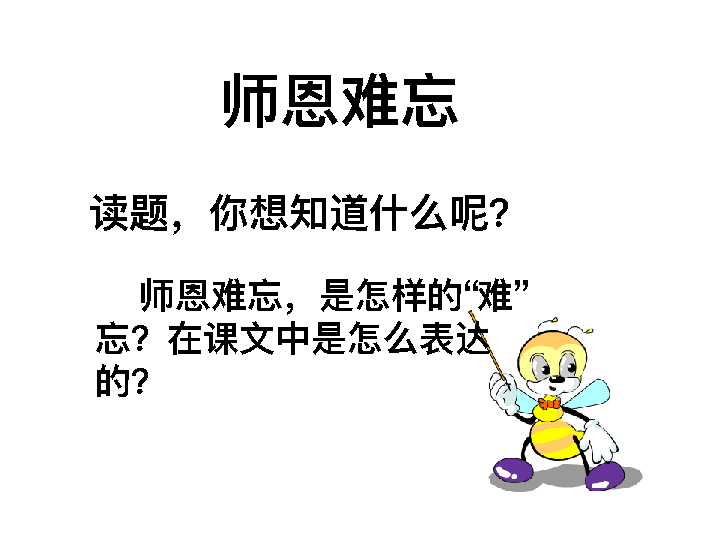 师恩难忘
读题，你想知道什么呢？
师恩难忘，是怎样的“难”
忘？在课文中是怎么表达
的？